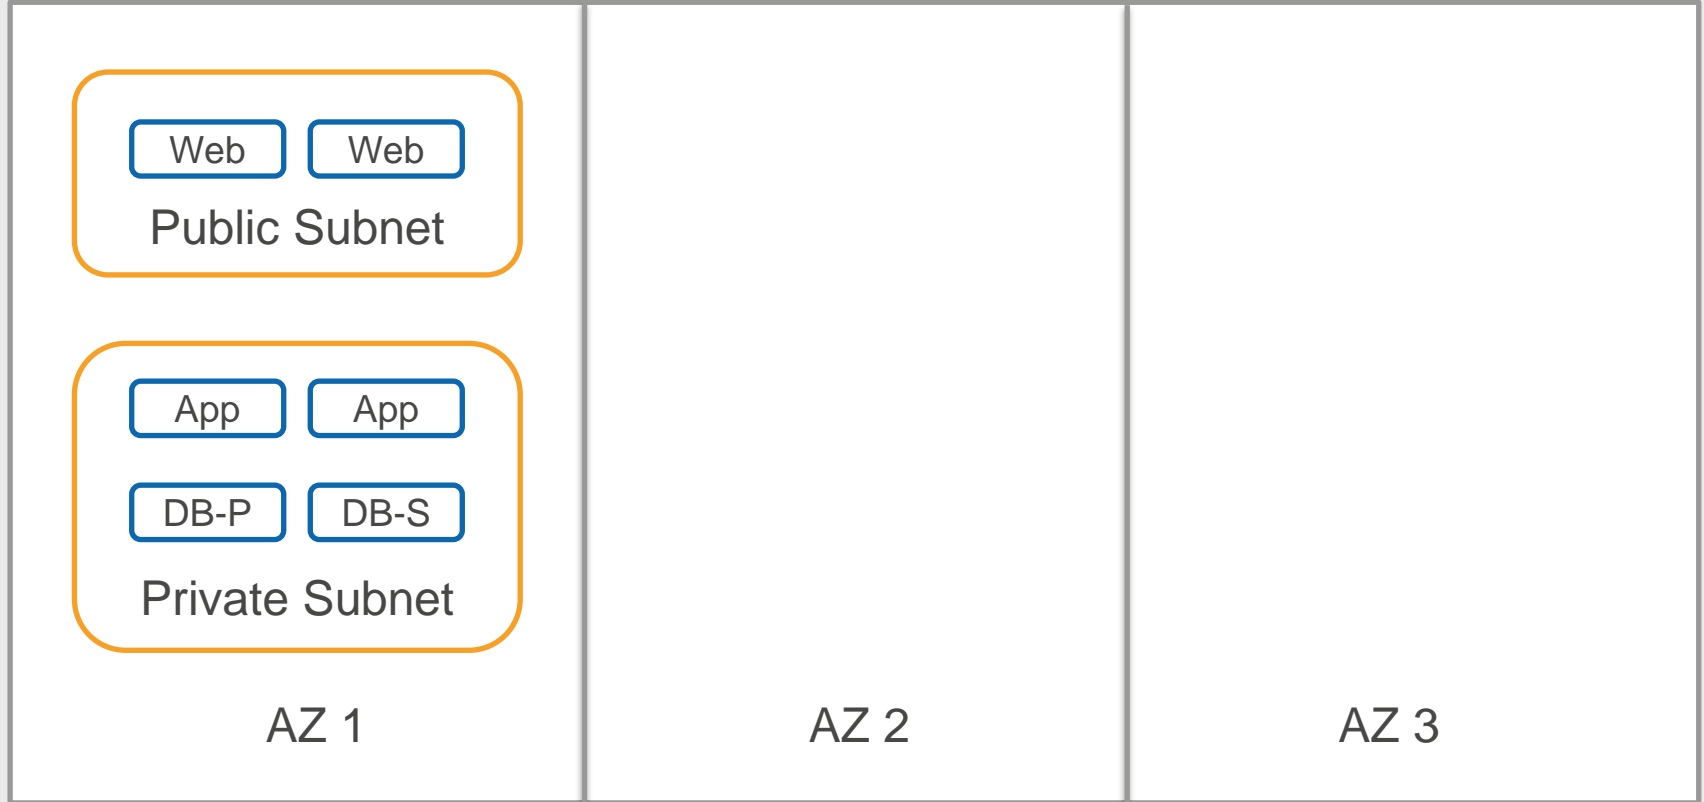 Web Web
Public Subnet
App App
DB-P DB-S
Private Subnet
AZ 1 AZ 2 AZ 3